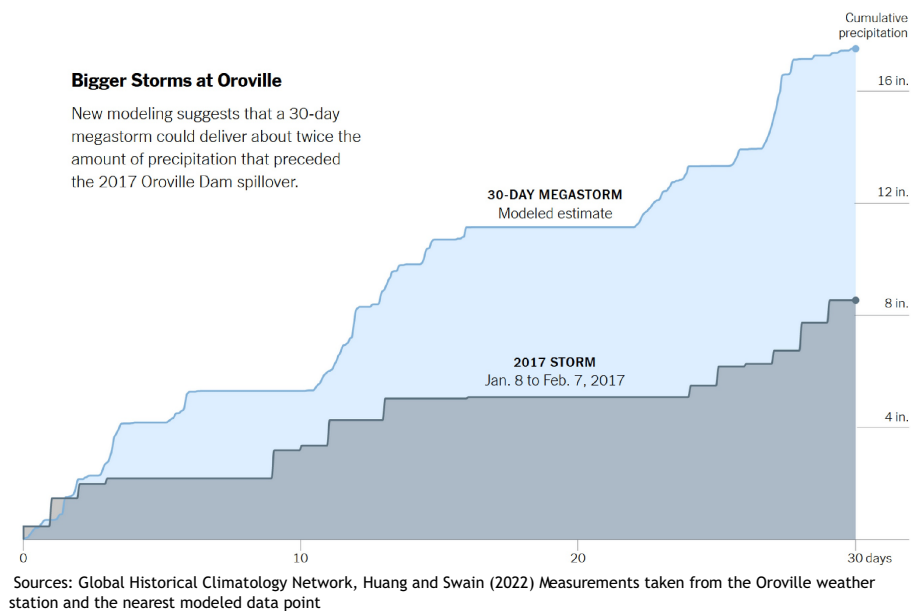 Cumulative
precipitation
Bigger Storms at Oroville
New modeling suggests that a 30-day
megastorm could deliver about twice the
amount of precipitation that preceded
the 2017 Oroville Dam spillover.
16 in.
30-DAY MEGASTORM
Modeled estimate
12 in.
8 in.
2017 STORM
Jan. 8 to Feb. 7, 2017
4 in.
0
10
20
30 days
Sources: Global Historical Climatology Network, Huang and Swain (2022) Measurements taken from the Oroville weather
station and the nearest modeled data point